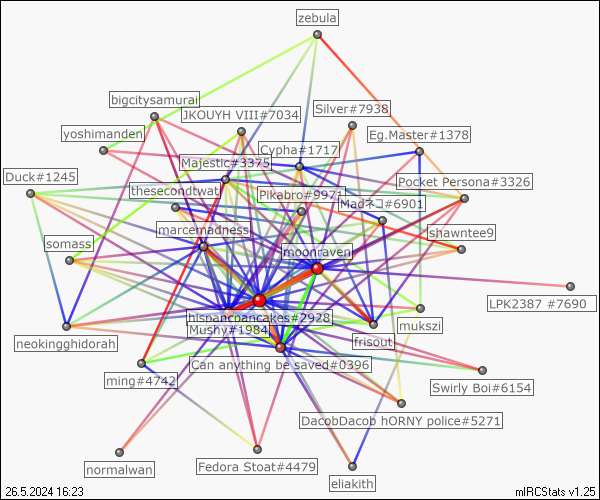 zebula
bigcitysamurai
JKOUYH VIII#7034
Silver#7938
yoshimanden
Eg.Master#1378
Cypha#1717
Majestic#3375
Duck#1245
Pocket Persona#3326
thesecondtwat
Pikabro#9971
Madネコ#6901
marcemadness
shawntee9
somass
moonraven
LPK2387 #7690
hispancpancakes#2928
mukszi
Mushy#1984
neokingghidorah
frisout
Can anything be saved#0396
ming#4742
Swirly Boi#6154
DacobDacob hORNY police#5271
normalwan
Fedora Stoat#4479
eliakith
26.5.2024 16:23
mIRCStats v1.25